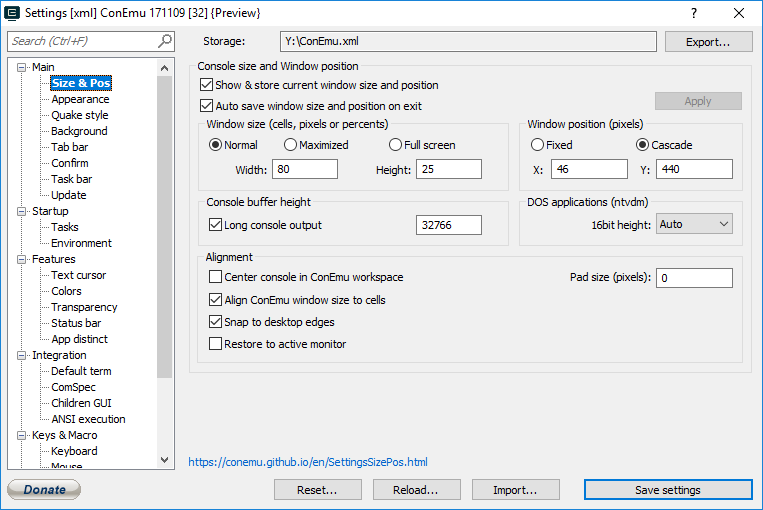 Settings [xml] ConEmu 171109 [32] {Preview}
Search (Ctrl+F)
Storage:
Y:\ConEmu.xml
Export...
Main
Size & Pos
Appearance
Quake style
Background
Tab bar
Confirm
Task bar
Update
Startup
Tasks
Environment
Features
Text cursor
Colors
Transparency
Status bar
App distinct
Integration
Default term
ComSpec
Children GUI
ANSI execution
Keys & Macro
Keyboard
Mouse
Console size and Window position
Show & store current window size and position
Auto save window size and position on exit
Apply
Window size (cells, pixels or percents)
Normal
Maximized
Full screen
Width: 80
Height: 25
Window position (pixels)
Fixed
Cascade
X: 46
Y: 440
Console buffer height
Long console output
32766
DOS applications (ntvdm)
16bit height: Auto
Alignment
Center console in ConEmu workspace
Pad size (pixels): 0
Align ConEmu window size to cells
Snap to desktop edges
Restore to active monitor
https://conemu.github.io/en/SettingsSizePos.html
Donate
Reset...
Reload...
Import...
Save settings